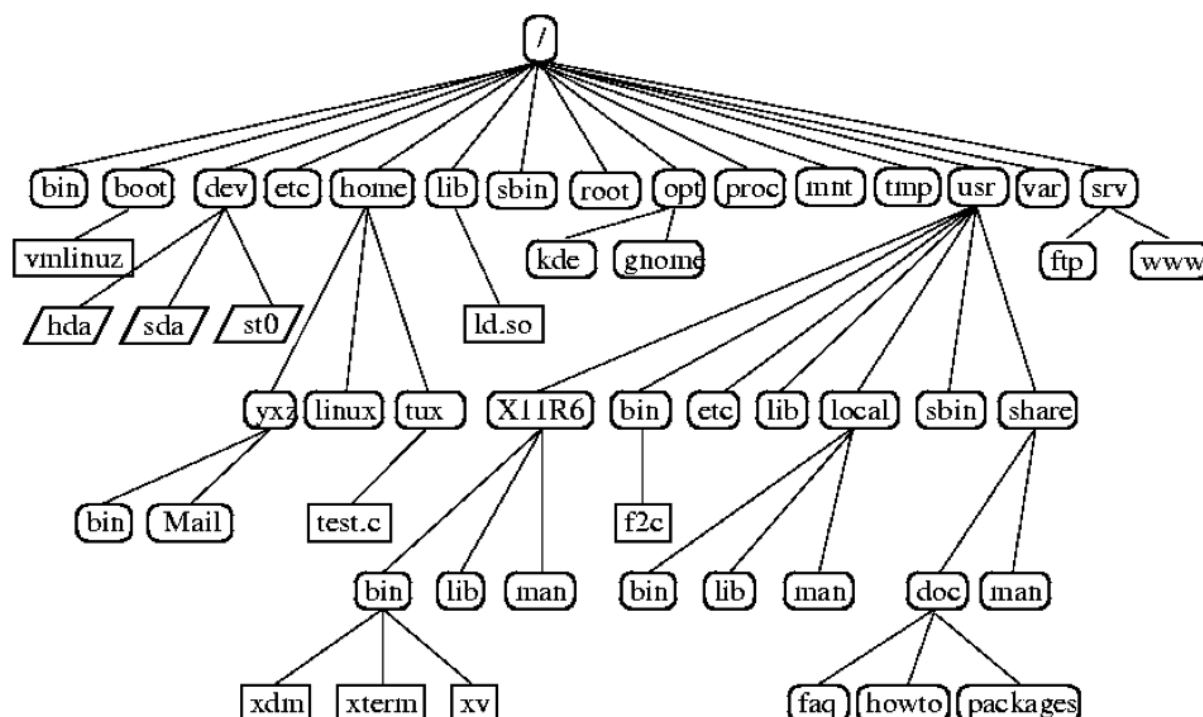 /
bin boot dev etc home lib sbin root opt proc mnt tmp usr var srv
vmlinuz kde gnome ftp www
hda sda st0 ld.so
yxz linux tux X11R6 bin etc lib local sbin share
bin Mail test.c f2c
bin lib man bin lib man doc man
xdm xterm xv faq howto packages